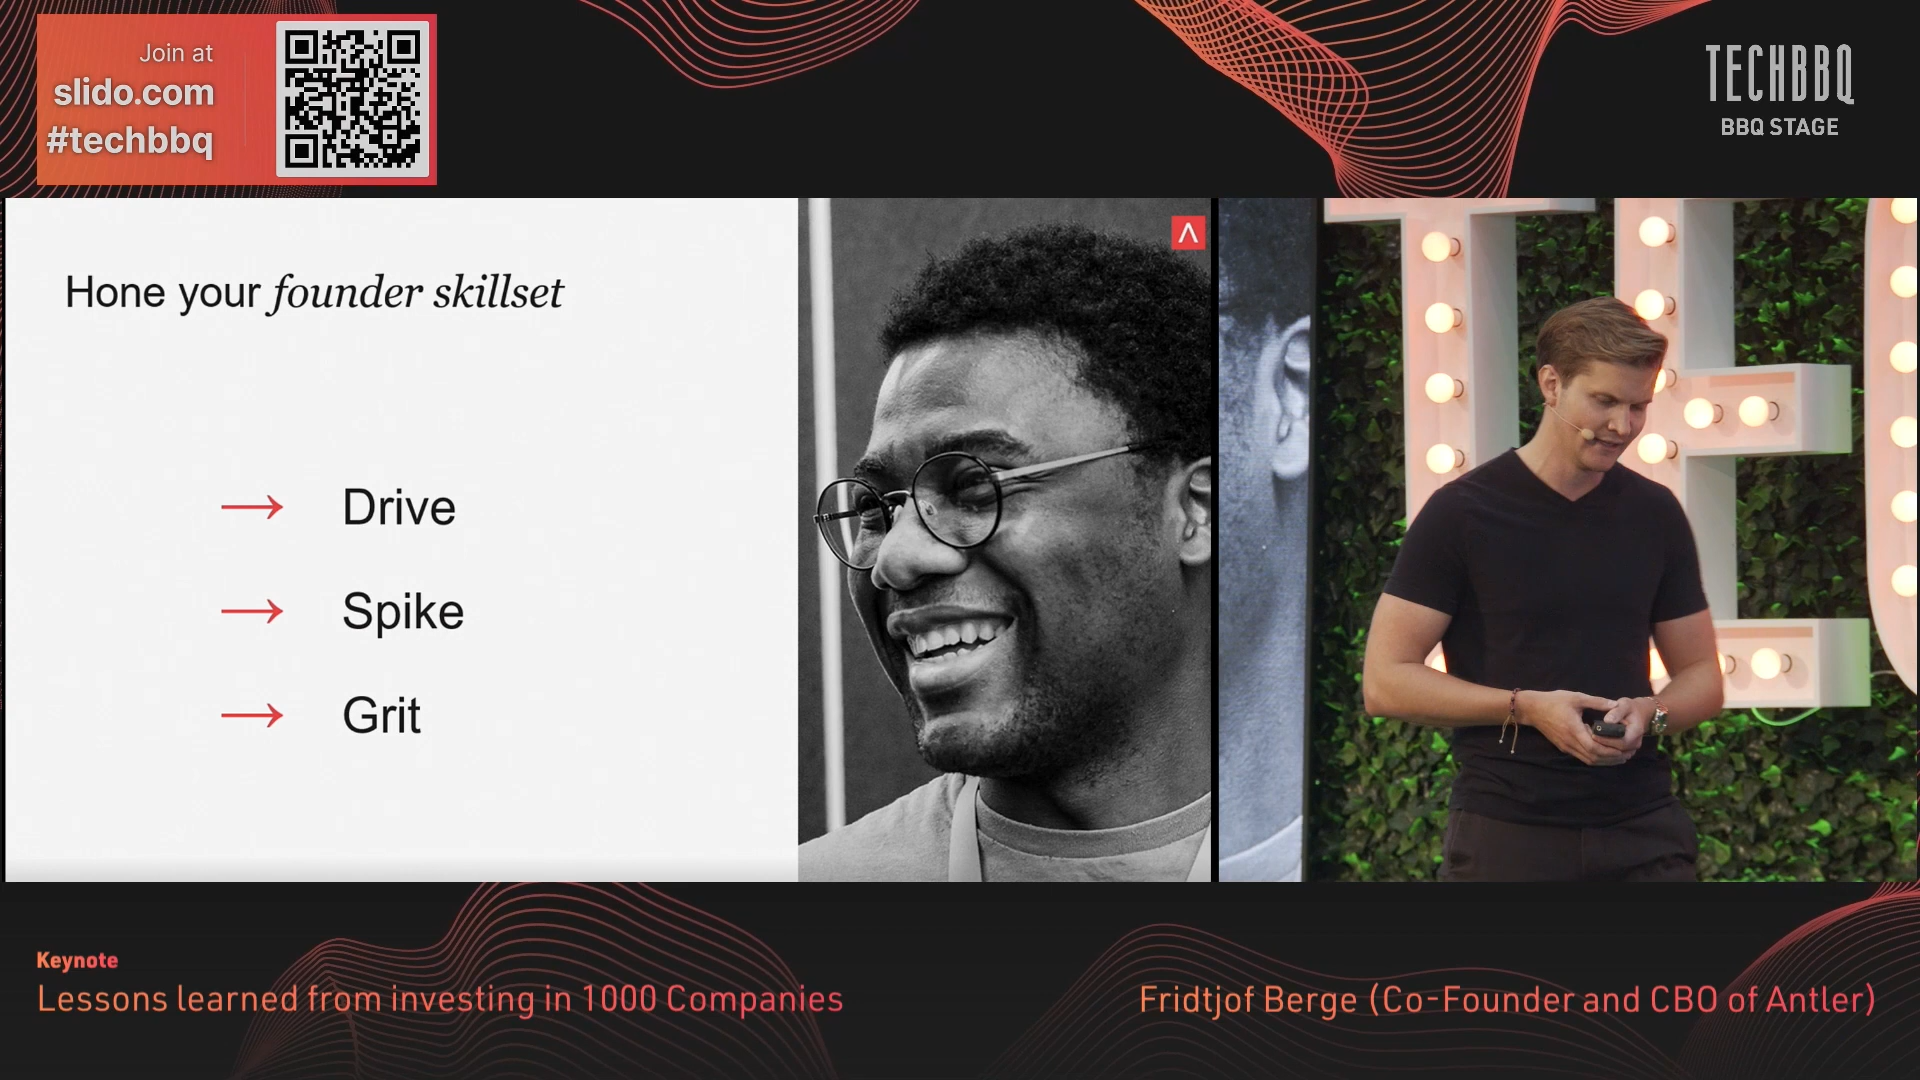 Join at
slido.com
#techbbq
TECHBBQ
BBQ STAGE
Hone your founder skillset
→ Drive
→ Spike
→ Grit
TE
Keynote
Lessons learned from investing in 1000 Companies
Fridtjof Berge (Co-Founder and CBO of Antler)